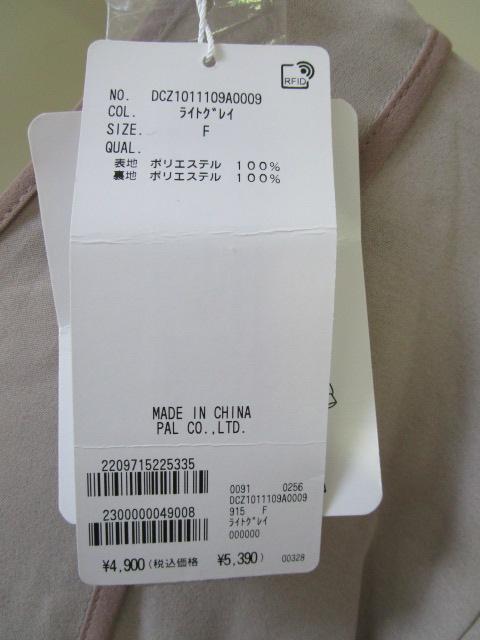 RFID
NO. DCZ1011109A0009
COL. ライトグレイ
SIZE. F
QUAL.
表地 ポリエステル 100%
裏地 ポリエステル 100%
MADE IN CHINA
PAL CO.,LTD.
2209715225335
2300000049008
0091 0256
DCZ1011109A0009
915 F
ライトグレイ
000000
¥4,900(税込価格 ¥5,390) 00328